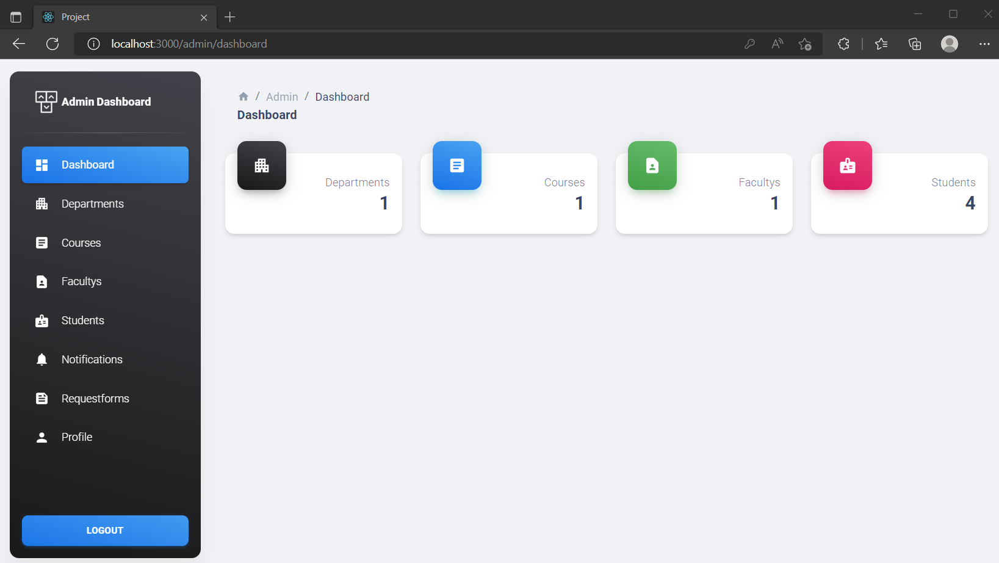 Project
localhost:3000/admin/dashboard
Admin Dashboard
Dashboard
Departments
Courses
Facultys
Students
Notifications
Requestforms
Profile
LOGOUT
/ Admin / Dashboard
Dashboard
Departments
1
Courses
1
Facultys
1
Students
4